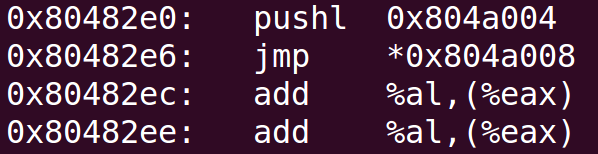 0x80482e0: pushl 0x804a004
0x80482e6: jmp *0x804a008
0x80482ec: add %al,(%eax)
0x80482ee: add %al,(%eax)